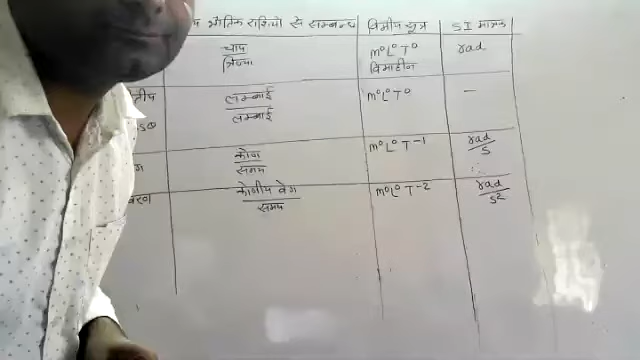 भौतिक राशियों से सम्बन्ध विमीय सूत्र SI मात्रक
चाप
त्रिज्या
M⁰L⁰T⁰
विमाहीन
rad
लम्बाई
लम्बाई
M⁰L⁰T⁰ —
कोण
समय
M⁰L⁰T⁻¹
rad
s
कोणीय वेग
समय
M⁰L⁰T⁻²
rad
s²